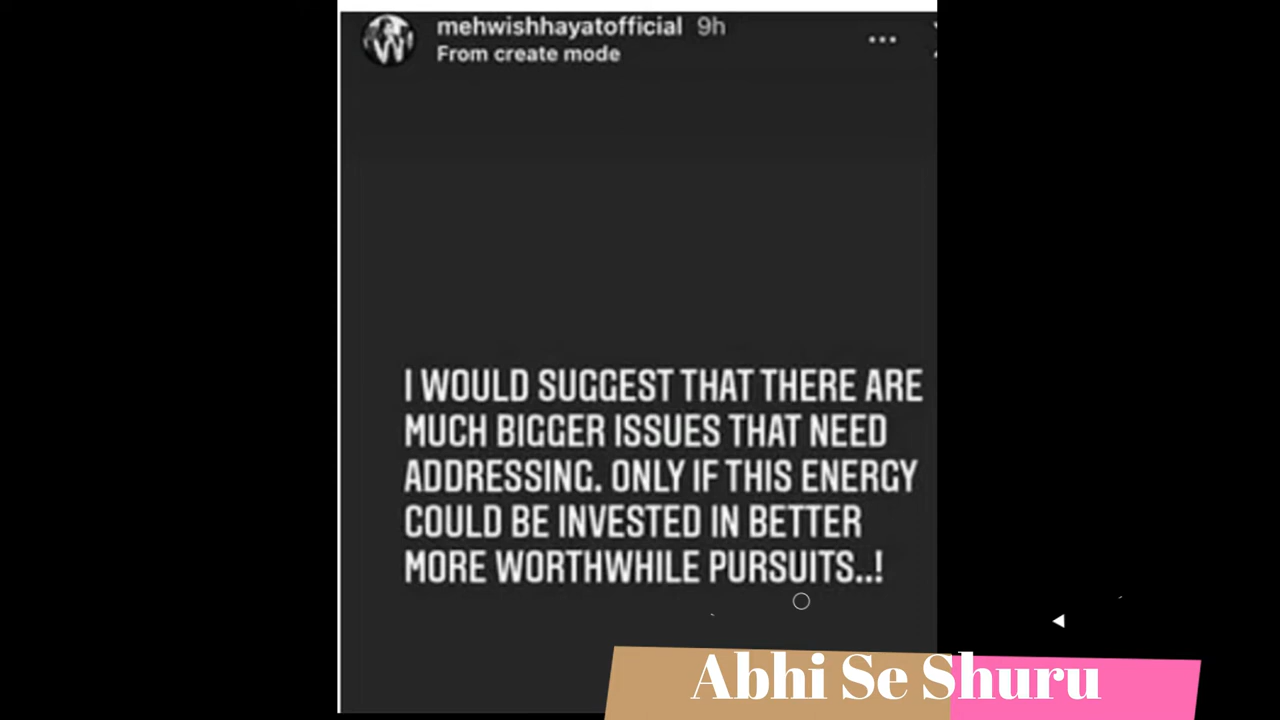 mehwishhayatofficial 9h
From create mode
I WOULD SUGGEST THAT THERE ARE
MUCH BIGGER ISSUES THAT NEED
ADDRESSING. ONLY IF THIS ENERGY
COULD BE INVESTED IN BETTER
MORE WORTHWHILE PURSUITS..!
Abhi Se Shuru